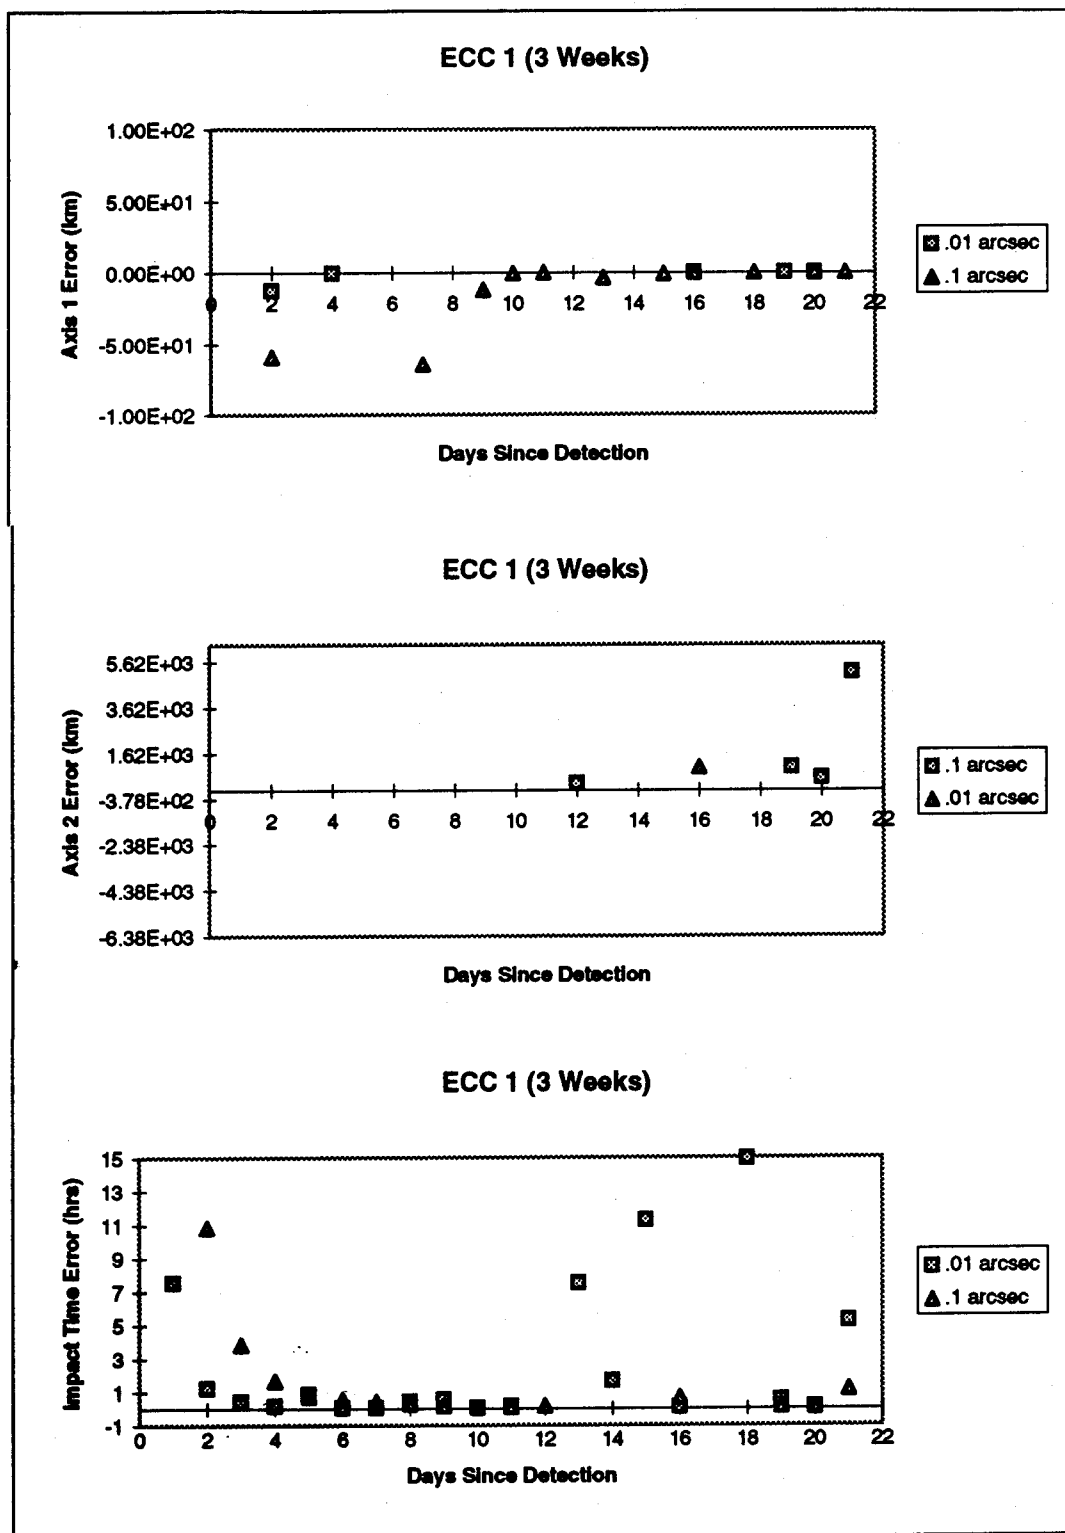 ECC 1 (3 Weeks)
1.00E+02
5.00E+01
0.00E+00
-5.00E+01
-1.00E+02
Axis 1 Error (km)
0 2 4 6 8 10 12 14 16 18 20 22
Days Since Detection
.01 arcsec
.1 arcsec
ECC 1 (3 Weeks)
5.62E+03
3.62E+03
1.62E+03
-3.78E+02
-2.38E+03
-4.38E+03
-6.38E+03
Axis 2 Error (km)
0 2 4 6 8 10 12 14 16 18 20 22
Days Since Detection
.1 arcsec
.01 arcsec
ECC 1 (3 Weeks)
15
13
11
9
7
5
3
1
-1
Impact Time Error (hrs)
0 2 4 6 8 10 12 14 16 18 20 22
Days Since Detection
.01 arcsec
.1 arcsec